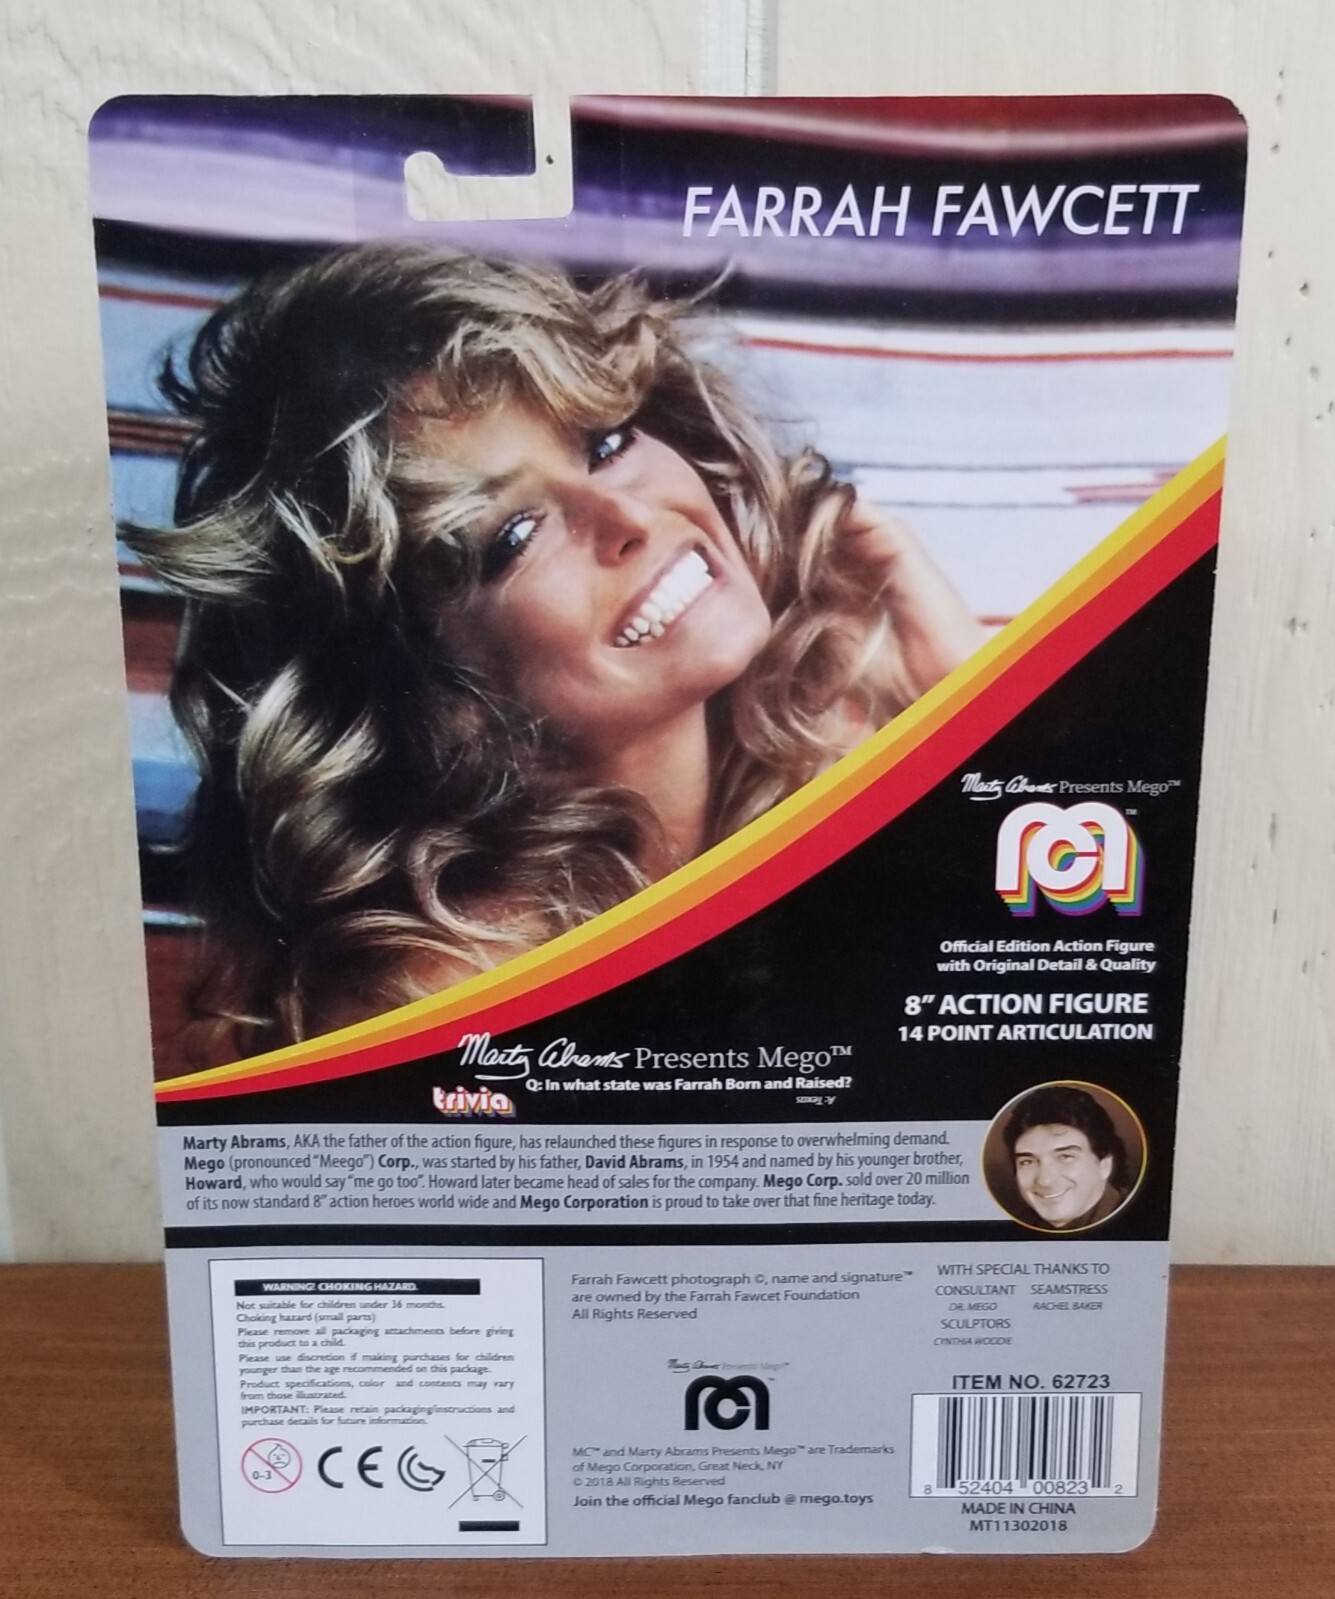 FARRAH FAWCETT
Marty Abrams Presents Mego™
TM
Official Edition Action Figure
with Original Detail & Quality
8" ACTION FIGURE
14 POINT ARTICULATION
Marty Abrams Presents Mego™
trivia
Q: In what state was Farrah Born and Raised?
A: Texas
Marty Abrams, AKA the father of the action figure, has relaunched these figures in response to overwhelming demand.
Mego (pronounced "Meego") Corp., was started by his father, David Abrams, in 1954 and named by his younger brother,
Howard, who would say "me go too". Howard later became head of sales for the company. Mego Corp. sold over 20 million
of its now standard 8" action heroes world wide and Mego Corporation is proud to take over that fine heritage today.
WARNING! CHOKING HAZARD.
Not suitable for children under 36 months.
Choking hazard (small parts)
Please remove all packaging attachments before giving
this product to a child.
Please use discretion if making purchases for children
younger than the age recommended on this package.
Product specifications, color and contents may vary
from those illustrated.
IMPORTANT: Please retain packaging/instructions and
purchase details for future information.
0-3
CE
Farrah Fawcett photograph ©, name and signature™
are owned by the Farrah Fawcet Foundation
All Rights Reserved
Marty Abrams Presents Mego™
TM
MC™ and Marty Abrams Presents Mego™ are Trademarks
of Mego Corporation, Great Neck, NY
© 2018 All Rights Reserved
Join the official Mego fanclub @ mego.toys
WITH SPECIAL THANKS TO
CONSULTANT SEAMSTRESS
DR. MEGO RACHEL BAKER
SCULPTORS
CYNTHIA WOODIE
ITEM NO. 62723
8 52404 00823 2
MADE IN CHINA
MT11302018